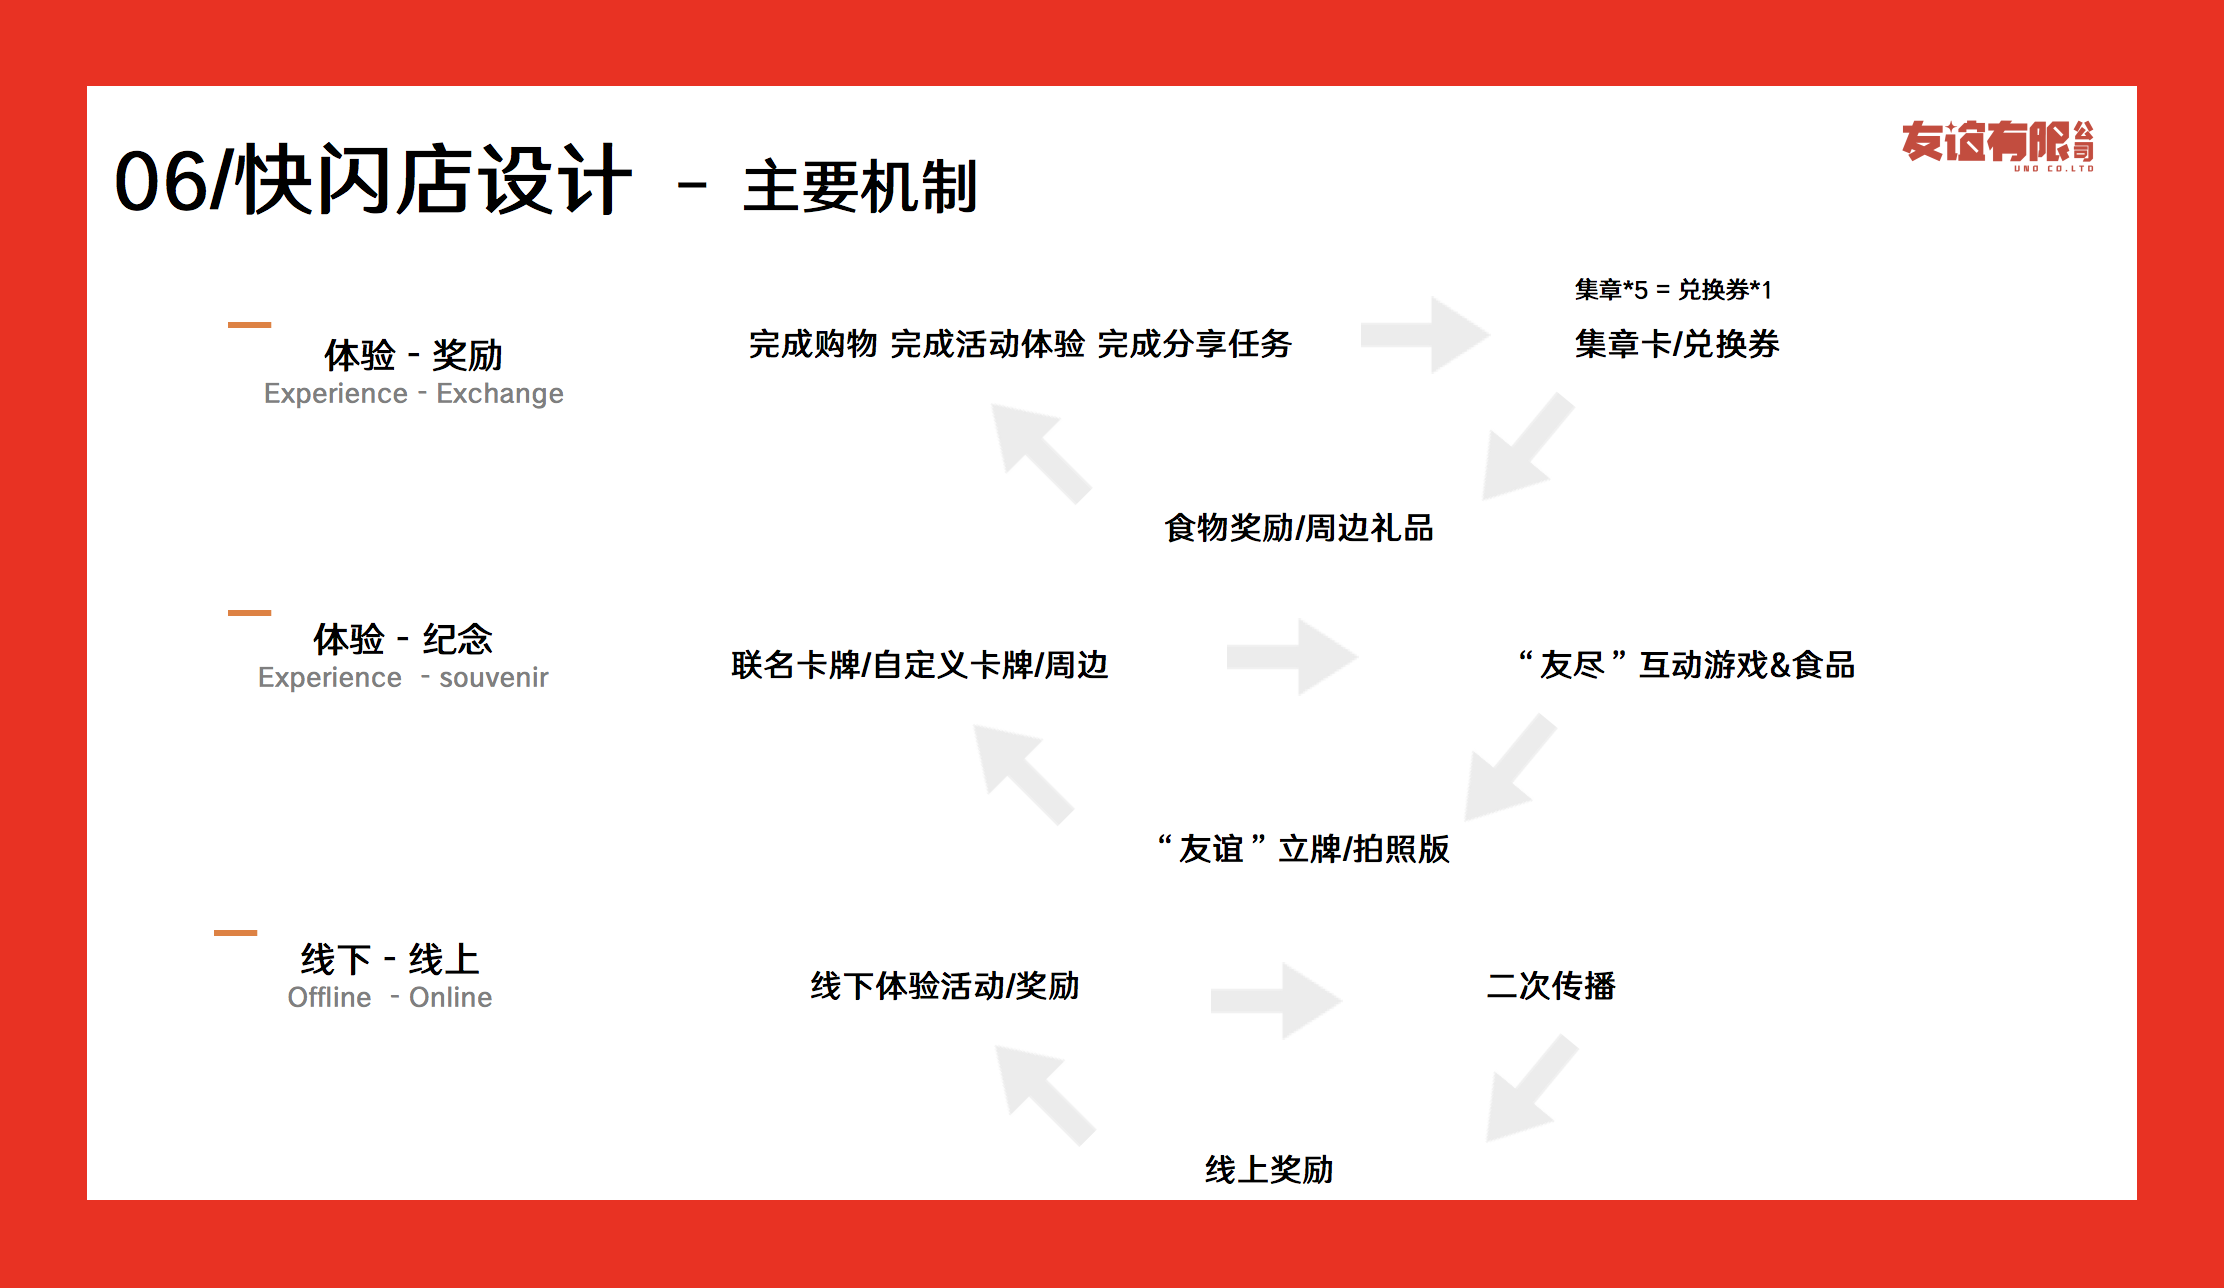 06/快闪店设计 - 主要机制
友谊有限公司
UNO CO.LTD
体验 - 奖励
Experience - Exchange
完成购物 完成活动体验 完成分享任务
集章*5 = 兑换券*1
集章卡/兑换券
食物奖励/周边礼品
体验 - 纪念
Experience - souvenir
联名卡牌/自定义卡牌/周边
“友尽”互动游戏&食品
“友谊”立牌/拍照版
线下 - 线上
Offline - Online
线下体验活动/奖励
二次传播
线上奖励